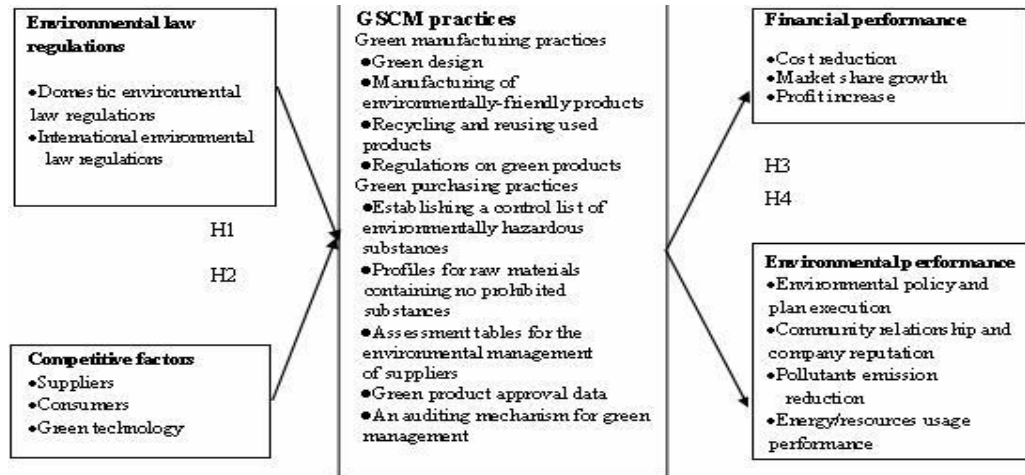 Environmental law
regulations
●Domestic environmental
law regulations
●International environmental
law regulations
H1
H2
Competitive factors
●Suppliers
●Consumers
●Green technology
GSCM practices
Green manufacturing practices
●Green design
●Manufacturing of
environmentally-friendly products
●Recycling and reusing used
products
●Regulations on green products
Green purchasing practices
●Establishing a control list of
environmentally hazardous
substances
●Profiles for raw materials
containing no prohibited
substances
●Assessment tables for the
environmental management
of suppliers
●Green product approval data
●An auditing mechanism for green
management
Financial performance
●Cost reduction
●Market share growth
●Profit increase
H3
H4
Environmental performance
●Environmental policy and
plan execution
●Community relationship and
company reputation
●Pollutants emission
reduction
●Energy/resources usage
performance